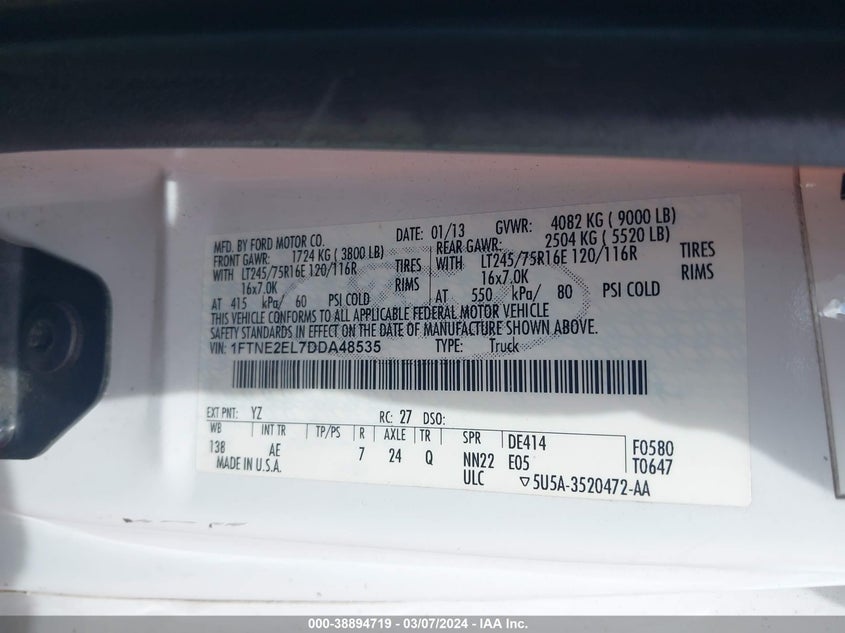 MFD. BY FORD MOTOR CO. DATE: 01/13 GVWR: 4082 KG ( 9000 LB)
FRONT GAWR: 1724 KG ( 3800 LB) REAR GAWR: 2504 KG ( 5520 LB)
WITH LT245/75R16E 120/116R TIRES WITH LT245/75R16E 120/116R TIRES
16x7.0K RIMS 16x7.0K RIMS
AT 415 kPa/ 60 PSI COLD AT 550 kPa/ 80 PSI COLD
THIS VEHICLE CONFORMS TO ALL APPLICABLE FEDERAL MOTOR VEHICLE
SAFETY STANDARDS IN EFFECT ON THE DATE OF MANUFACTURE SHOWN ABOVE.
VIN: 1FTNE2EL7DDA48535 TYPE: Truck
EXT PNT: YZ RC: 27 DSO:
WB INT TR TP/PS R AXLE TR SPR DE414 F0580
138 AE 7 24 Q NN22 E05 T0647
MADE IN U.S.A. ULC ▽5U5A-3520472-AA
000-38894719 - 03/07/2024 - IAA Inc.